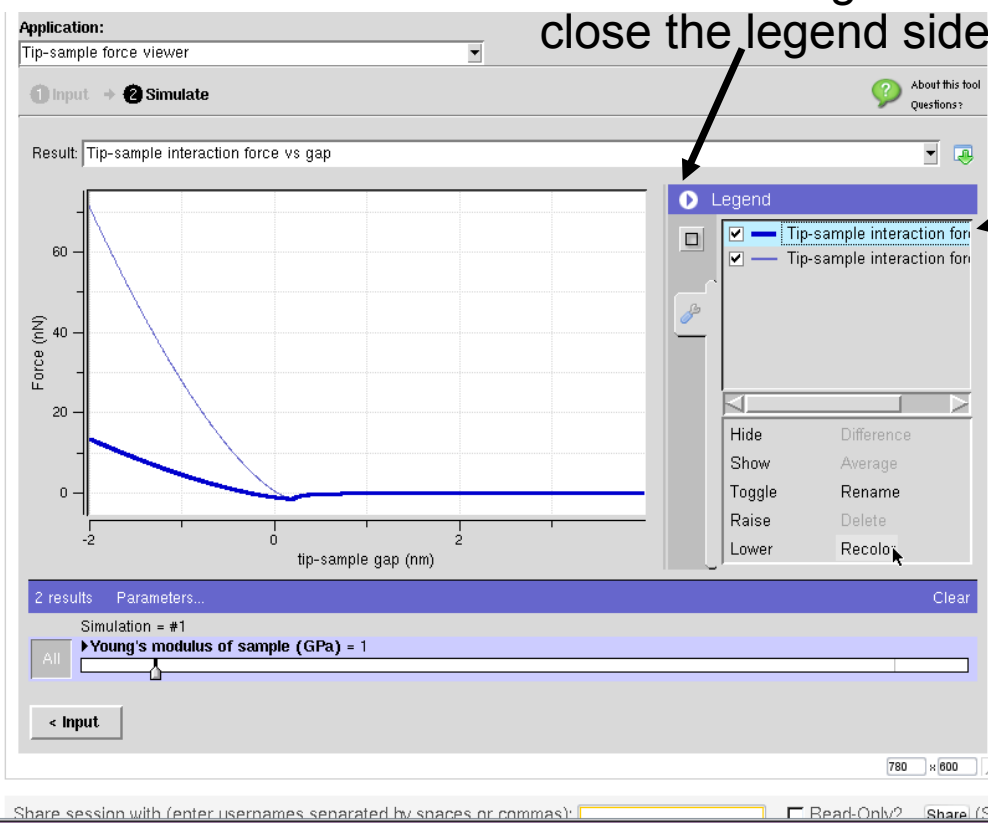 close the legend side
Application:
Tip-sample force viewer
1 Input → 2 Simulate
About this tool
Questions?
Result: Tip-sample interaction force vs gap
Legend
Tip-sample interaction
Tip-sample interaction
60
40
20
0
Force (nN)
-2 0 2
tip-sample gap (nm)
Hide Difference
Show Average
Toggle Rename
Raise Delete
Lower Recolor
2 results Parameters... Clear
Simulation = #1
All
Young's modulus of sample (GPa) = 1
< Input
780 x 600
Share session with (enter usernames separated by spaces or commas): Read-Only? Share (S